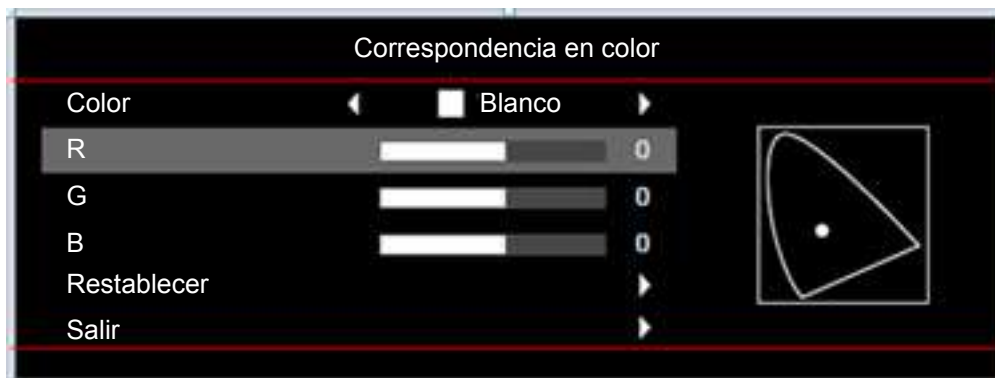 Correspondencia en color
Color Blanco
R 0
G 0
B 0
Restablecer
Salir